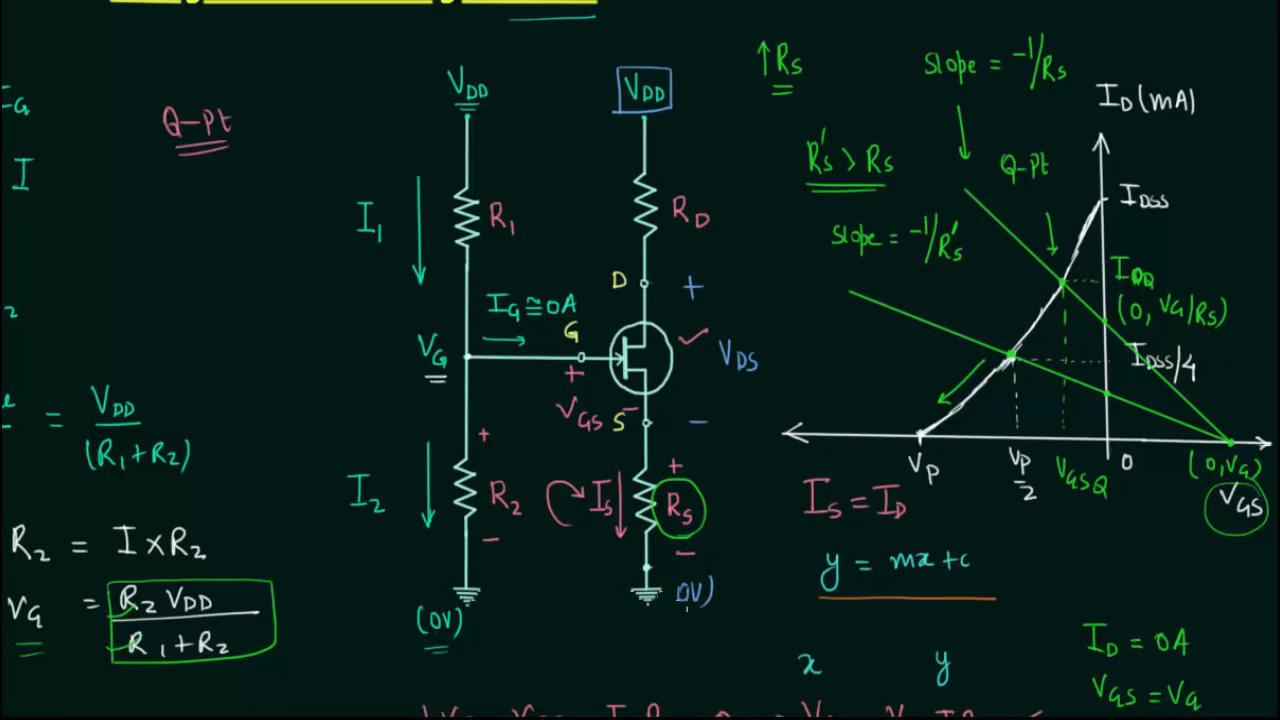 Q-Pt
I
= VDD
(R1+R2)
R2 = I×R2
VG = R2 VDD
R1+R2
VDD
I1
R1
IG≅0A
VG
G
+
VGS
-
+
I2
R2
-
(0V)
VDD
RD
D
+
VDS
S
-
+
IS
RS
-
0V)
↑RS
Slope = -1/RS
R'S > RS
Q-Pt
Slope = -1/R'S
ID(mA)
IDSS
IDQ
(0, VG/RS)
IDSS/4
VP
VP/2
VGSQ
0
(0,VG)
VGS
IS = ID
y = mx+c
x y
ID = 0A
VGS = VG